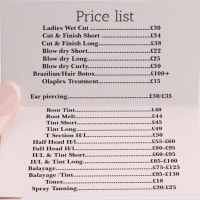 Price list
Ladies Wet Cut ..............£30
Cut & Finish Short..............£34
Cut & Finish Long..............£38
Blow dry Short..............£22
Blow dry Long..............£25
Blow dry Curly..............£30
Brazilian/Hair Botox..............£100+
Olaplex Treatment..............£15
Ear piercing..............£30/£35
Root Tint..............£40
Root Melt..............£44
Tint Short..............£45
Tint Long..............£49
T Section H/L..............£50
Half Head H/L..............£55-£60
Full Head H/L..............£80-£95
H/L & Tint Short..............£60-£95
H/L & Tint Long..............£65-£100
Balayage..............£75-£125
Balayage /Tint..............£95-£130
Toner..............£18
Spray Tanning..............£20/£25